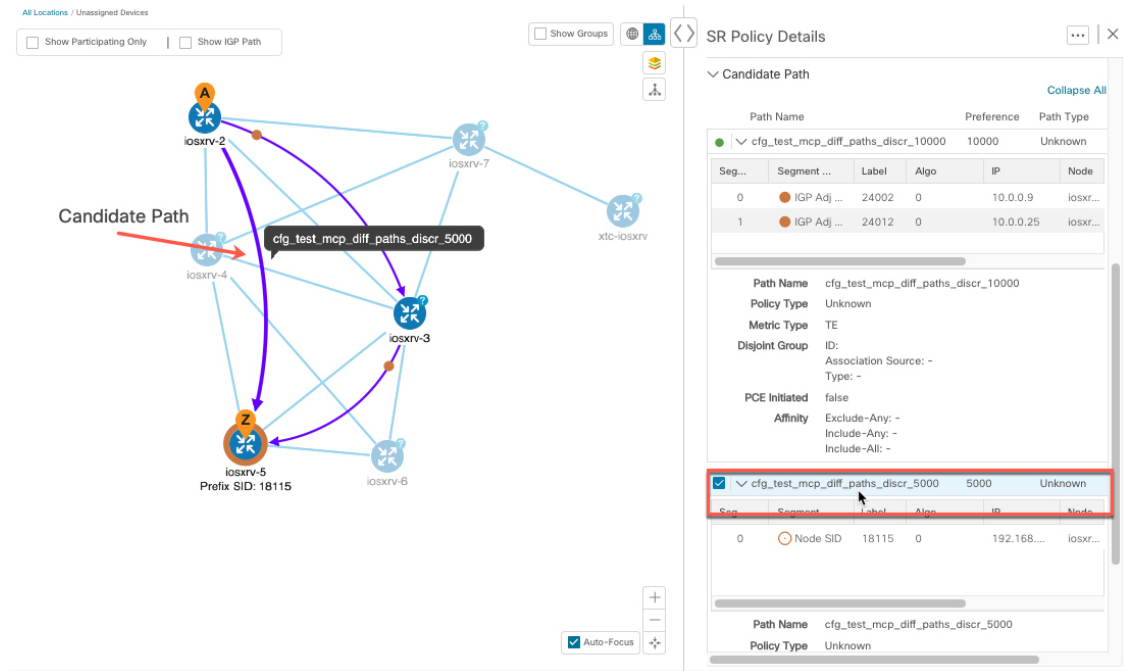 All Locations / Unassigned Devices
Show Participating Only | Show IGP Path
Show Groups
A
iosxrv-2
iosxrv-7
?
xtc-iosxrv
?
Candidate Path
iosxrv-4
?
cfg_test_mcp_diff_paths_discr_5000
iosxrv-3
?
Z
iosxrv-5
Prefix SID: 18115
iosxrv-6
?
Auto-Focus
SR Policy Details
Candidate Path
Collapse All
Path Name Preference Path Type
cfg_test_mcp_diff_paths_discr_10000 10000 Unknown
Seg... Segment ... Label Algo IP Node
0 IGP Adj ... 24002 0 10.0.0.9 iosxr...
1 IGP Adj ... 24012 0 10.0.0.25 iosxr...
Path Name cfg_test_mcp_diff_paths_discr_10000
Policy Type Unknown
Metric Type TE
Disjoint Group ID:
Association Source: -
Type: -
PCE Initiated false
Affinity Exclude-Any: -
Include-Any: -
Include-All: -
cfg_test_mcp_diff_paths_discr_5000 5000 Unknown
Seg Segment Label Algo IP Node
0 Node SID 18115 0 192.168.... iosxr...
Path Name cfg_test_mcp_diff_paths_discr_5000
Policy Type Unknown